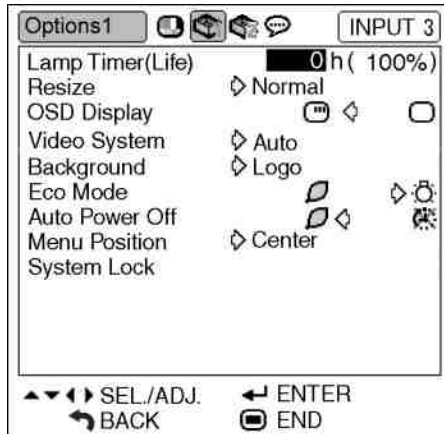 Options1 INPUT 3
Lamp Timer(Life) 0 h ( 100%)
Resize Normal
OSD Display
Video System Auto
Background Logo
Eco Mode
Auto Power Off
Menu Position Center
System Lock
SEL./ADJ. ENTER
BACK END